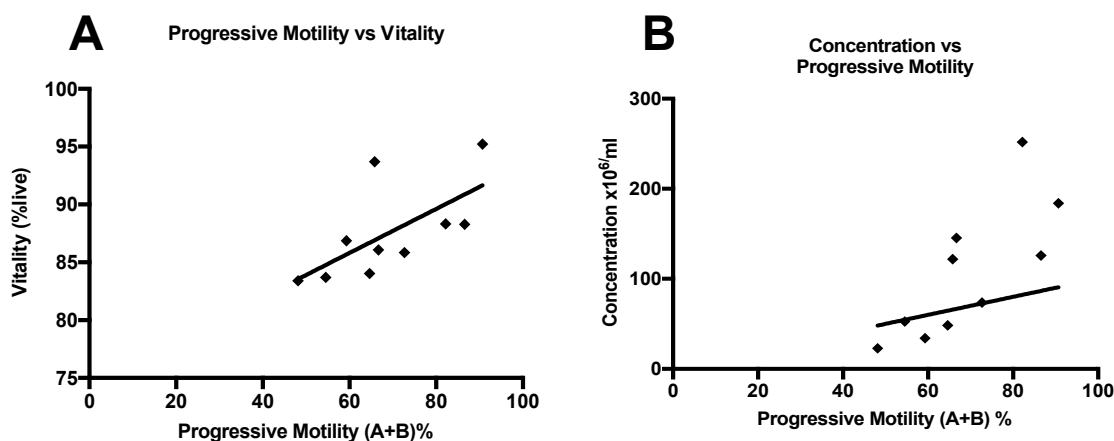 A
Progressive Motility vs Vitality
100
95
90
85
80
75
Vitality (%live)
0 20 40 60 80 100
Progressive Motility (A+B)%
B
Concentration vs
Progressive Motility
300
200
100
0
Concentration x10⁶/ml
0 20 40 60 80 100
Progressive Motility (A+B) %